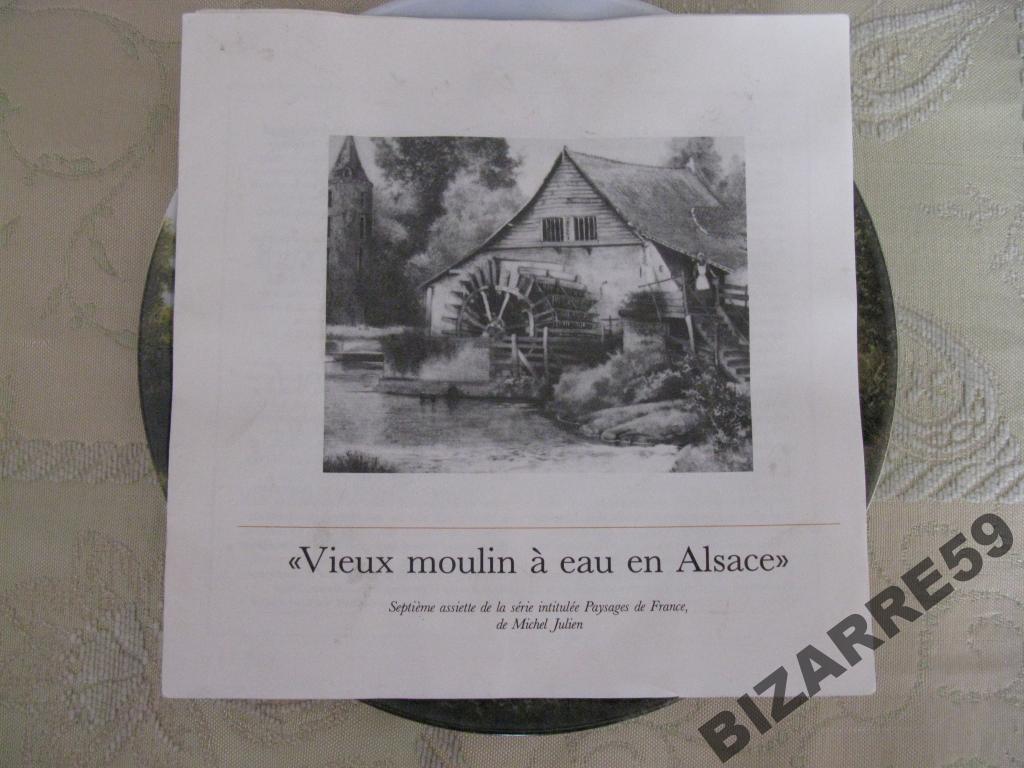 «Vieux moulin à eau en Alsace»
Septième assiette de la série intitulée Paysages de France,
de Michel Julien
BIZARRE59